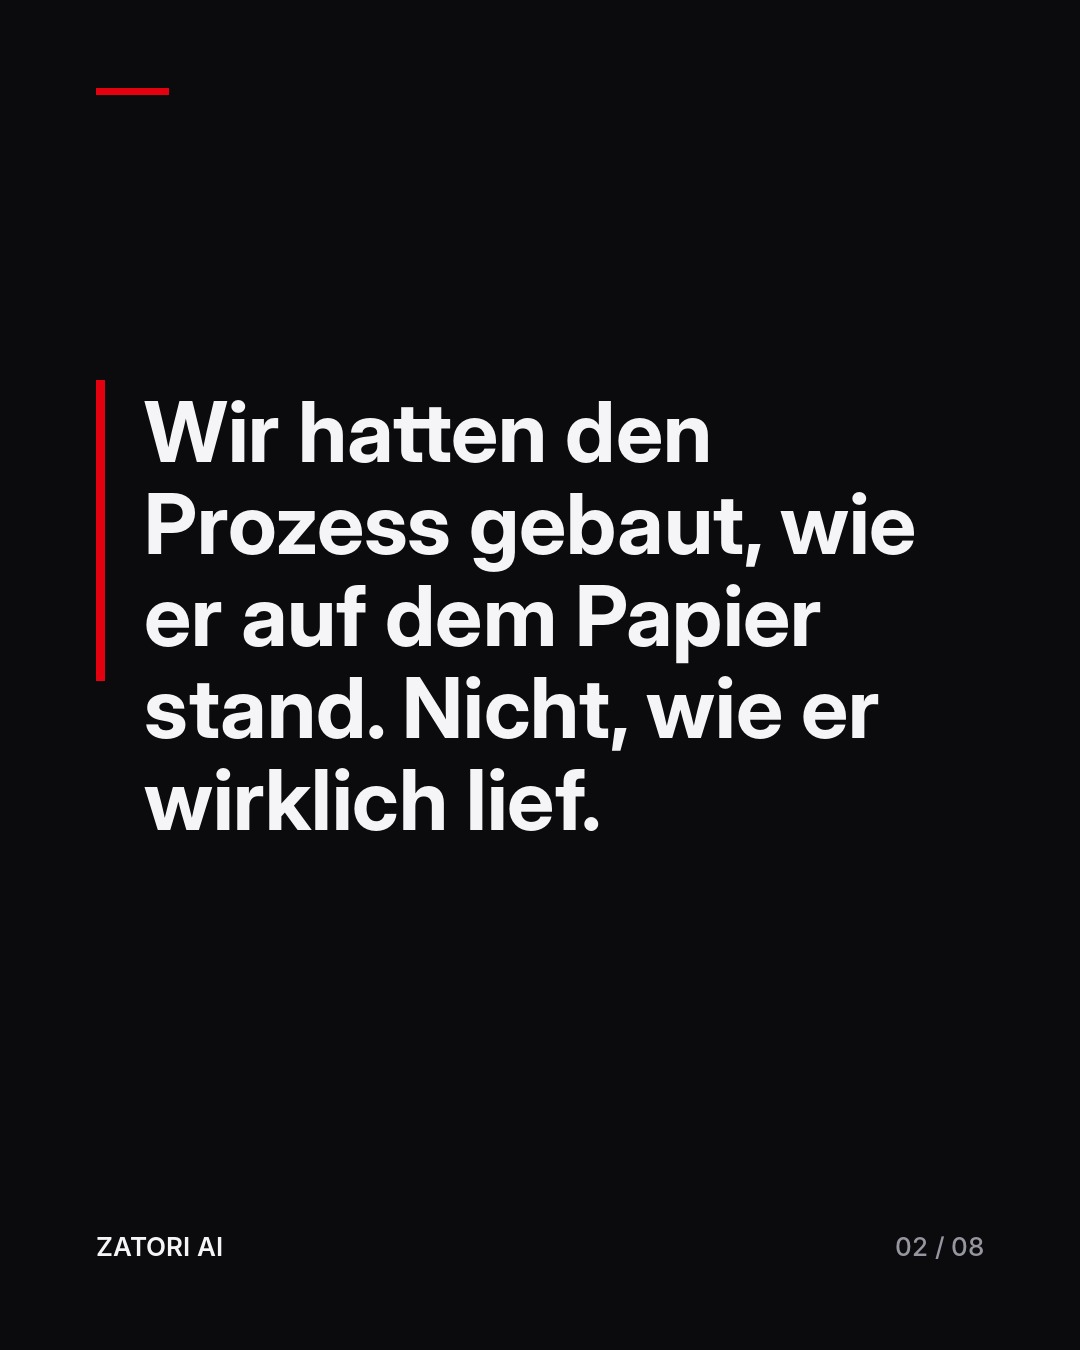 Wir hatten den
Prozess gebaut, wie
er auf dem Papier
stand. Nicht, wie er
wirklich lief.
ZATORI AI
02 / 08